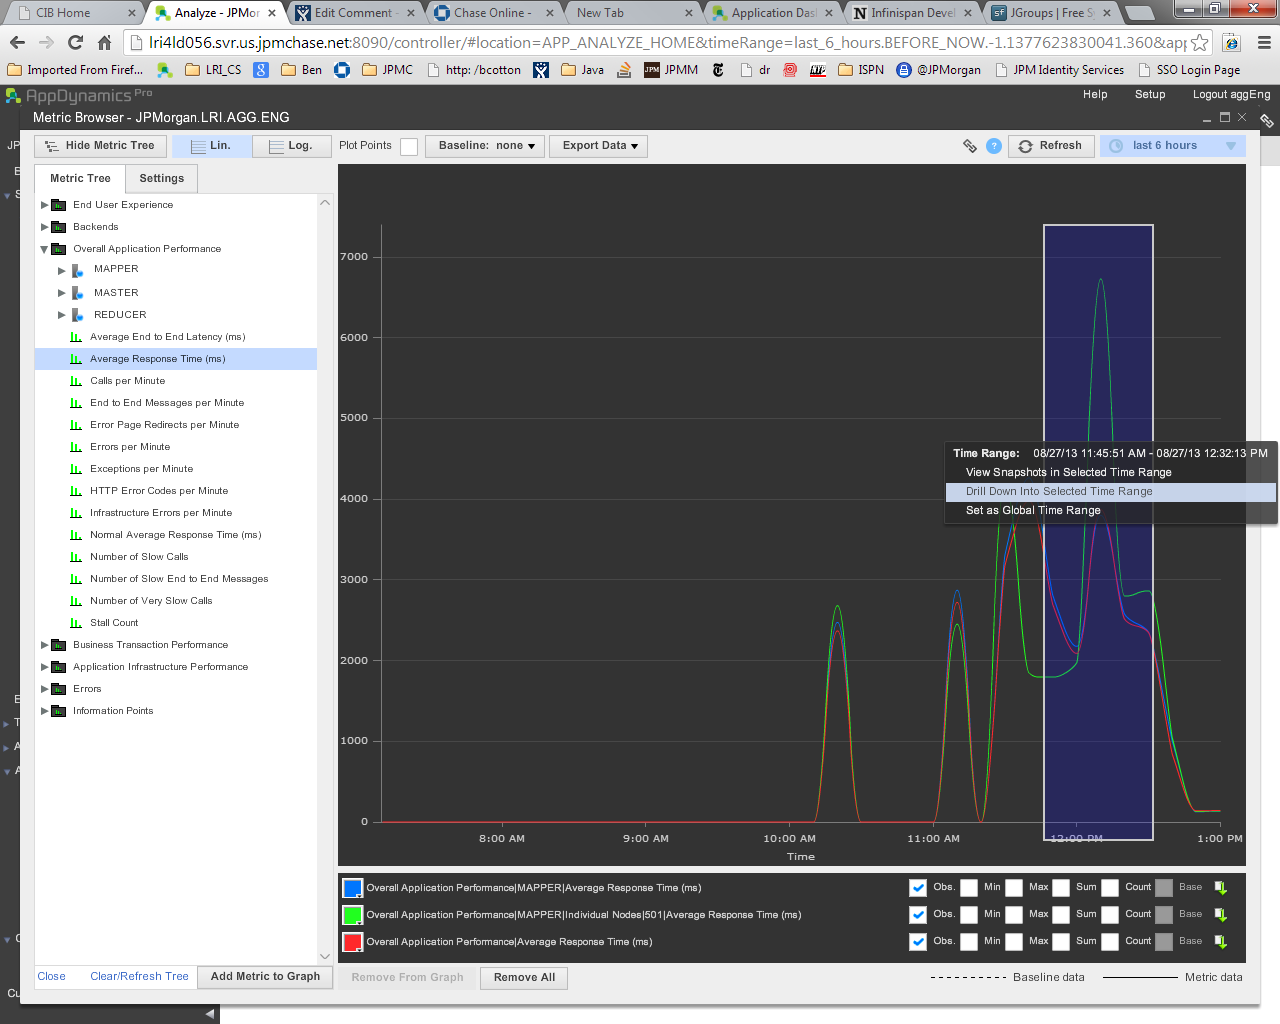 CIB Home
Analyze - JPMor
Edit Comment -
Chase Online -
New Tab
Application Das
Infinispan Devel
JGroups | Free Sy
lri4ld056.svr.us.jpmchase.net:8090/controller/#location=APP_ANALYZE_HOME&timeRange=last_6_hours.BEFORE_NOW.-1.1377623830041.360&app
Imported From Firef...
LRI_CS
Ben
JPMC
http: /bcotton
Java
JPMM
dr
ISPN
@JPMorgan
JPM Identity Services
SSO Login Page
AppDynamics Pro
Help
Setup
Logout aggEng
Metric Browser - JPMorgan.LRI.AGG.ENG
Hide Metric Tree
Lin.
Log.
Plot Points
Baseline: none
Export Data
Refresh
last 6 hours
Metric Tree
Settings
End User Experience
Backends
Overall Application Performance
MAPPER
MASTER
REDUCER
Average End to End Latency (ms)
Average Response Time (ms)
Calls per Minute
End to End Messages per Minute
Error Page Redirects per Minute
Errors per Minute
Exceptions per Minute
HTTP Error Codes per Minute
Infrastructure Errors per Minute
Normal Average Response Time (ms)
Number of Slow Calls
Number of Slow End to End Messages
Number of Very Slow Calls
Stall Count
Business Transaction Performance
Application Infrastructure Performance
Errors
Information Points
Close
Clear/Refresh Tree
Add Metric to Graph
7000
6000
5000
4000
3000
2000
1000
0
8:00 AM
9:00 AM
10:00 AM
11:00 AM
12:00 PM
1:00 PM
Time
Time Range: 08/27/13 11:45:51 AM - 08/27/13 12:32:13 PM
View Snapshots in Selected Time Range
Drill Down Into Selected Time Range
Set as Global Time Range
Overall Application Performance|MAPPER|Average Response Time (ms)
Obs. Min Max Sum Count Base
Overall Application Performance|MAPPER|Individual Nodes|501|Average Response Time (ms)
Obs. Min Max Sum Count Base
Overall Application Performance|Average Response Time (ms)
Obs. Min Max Sum Count Base
Remove From Graph
Remove All
Baseline data
Metric data